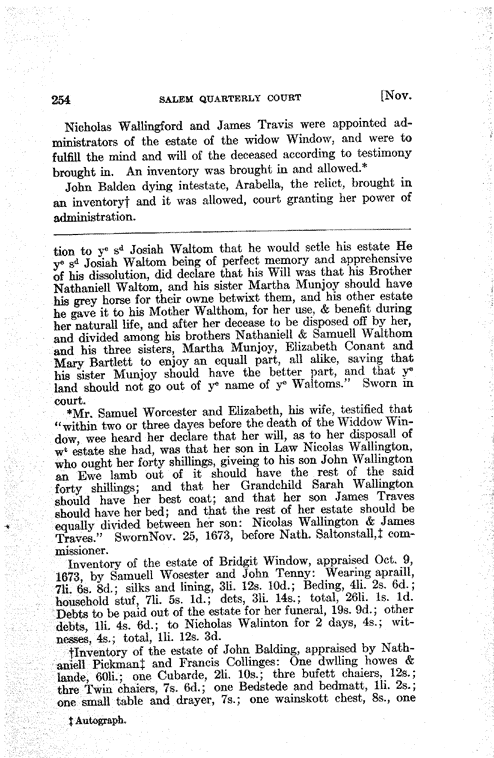 254 SALEM QUARTERLY COURT [Nov.
Nicholas Wallingford and James Travis were appointed ad-
ministrators of the estate of the widow Window, and were to
fulfill the mind and will of the deceased according to testimony
brought in. An inventory was brought in and allowed.*
John Balden dying intestate, Arabella, the relict, brought in
an inventory† and it was allowed, court granting her power of
administration.
tion to yᵉ sᵈ Josiah Waltom that he would setle his estate He
yᵉ sᵈ Josiah Waltom being of perfect memory and apprehensive
of his dissolution, did declare that his Will was that his Brother
Nathaniell Waltom, and his sister Martha Munjoy should have
his grey horse for their owne betwixt them, and his other estate
he gave it to his Mother Walthom, for her use, & benefit during
her naturall life, and after her decease to be disposed off by her,
and divided among his brothers Nathaniell & Samuell Walthom
and his three sisters, Martha Munjoy, Elizabeth Conant and
Mary Bartlett to enjoy an equall part, all alike, saving that
his sister Munjoy should have the better part, and that yᵉ
land should not go out of yᵉ name of yᵉ Waltoms." Sworn in
court.
*Mr. Samuel Worcester and Elizabeth, his wife, testified that
"within two or three dayes before the death of the Widdow Win-
dow, wee heard her declare that her will, as to her disposall of
wᵗ estate she had, was that her son in Law Nicolas Wallington,
who ought her forty shillings, giveing to his son John Wallington
an Ewe lamb out of it should have the rest of the said
forty shillings; and that her Grandchild Sarah Wallington
should have her best coat; and that her son James Traves
should have her bed; and that the rest of her estate should be
equally divided between her son: Nicolas Wallington & James
Traves." SwornNov. 25, 1673, before Nath. Saltonstall,‡ com-
missioner.
Inventory of the estate of Bridgit Window, appraised Oct. 9,
1673, by Samuell Wosester and John Tenny: Wearing apraill,
7li. 6s. 8d.; silks and lining, 3li. 12s. 10d.; Beding, 4li. 2s. 6d.;
household stuf, 7li. 5s. 1d.; dets, 3li. 14s.; total, 26li. 1s. 1d.
Debts to be paid out of the estate for her funeral, 19s. 9d.; other
debts, 1li. 4s. 6d.; to Nicholas Walinton for 2 days, 4s.; wit-
nesses, 4s.; total, 1li. 12s. 3d.
†Inventory of the estate of John Balding, appraised by Nath-
aniell Pickman‡ and Francis Collinges: One dwlling howes &
lande, 60li.; one Cubarde, 2li. 10s.; thre bufett chaiers, 12s.;
thre Twin chaiers, 7s. 6d.; one Bedstede and bedmatt, 1li. 2s.;
one small table and drayer, 7s.; one wainskott chest, 8s., one
‡ Autograph.